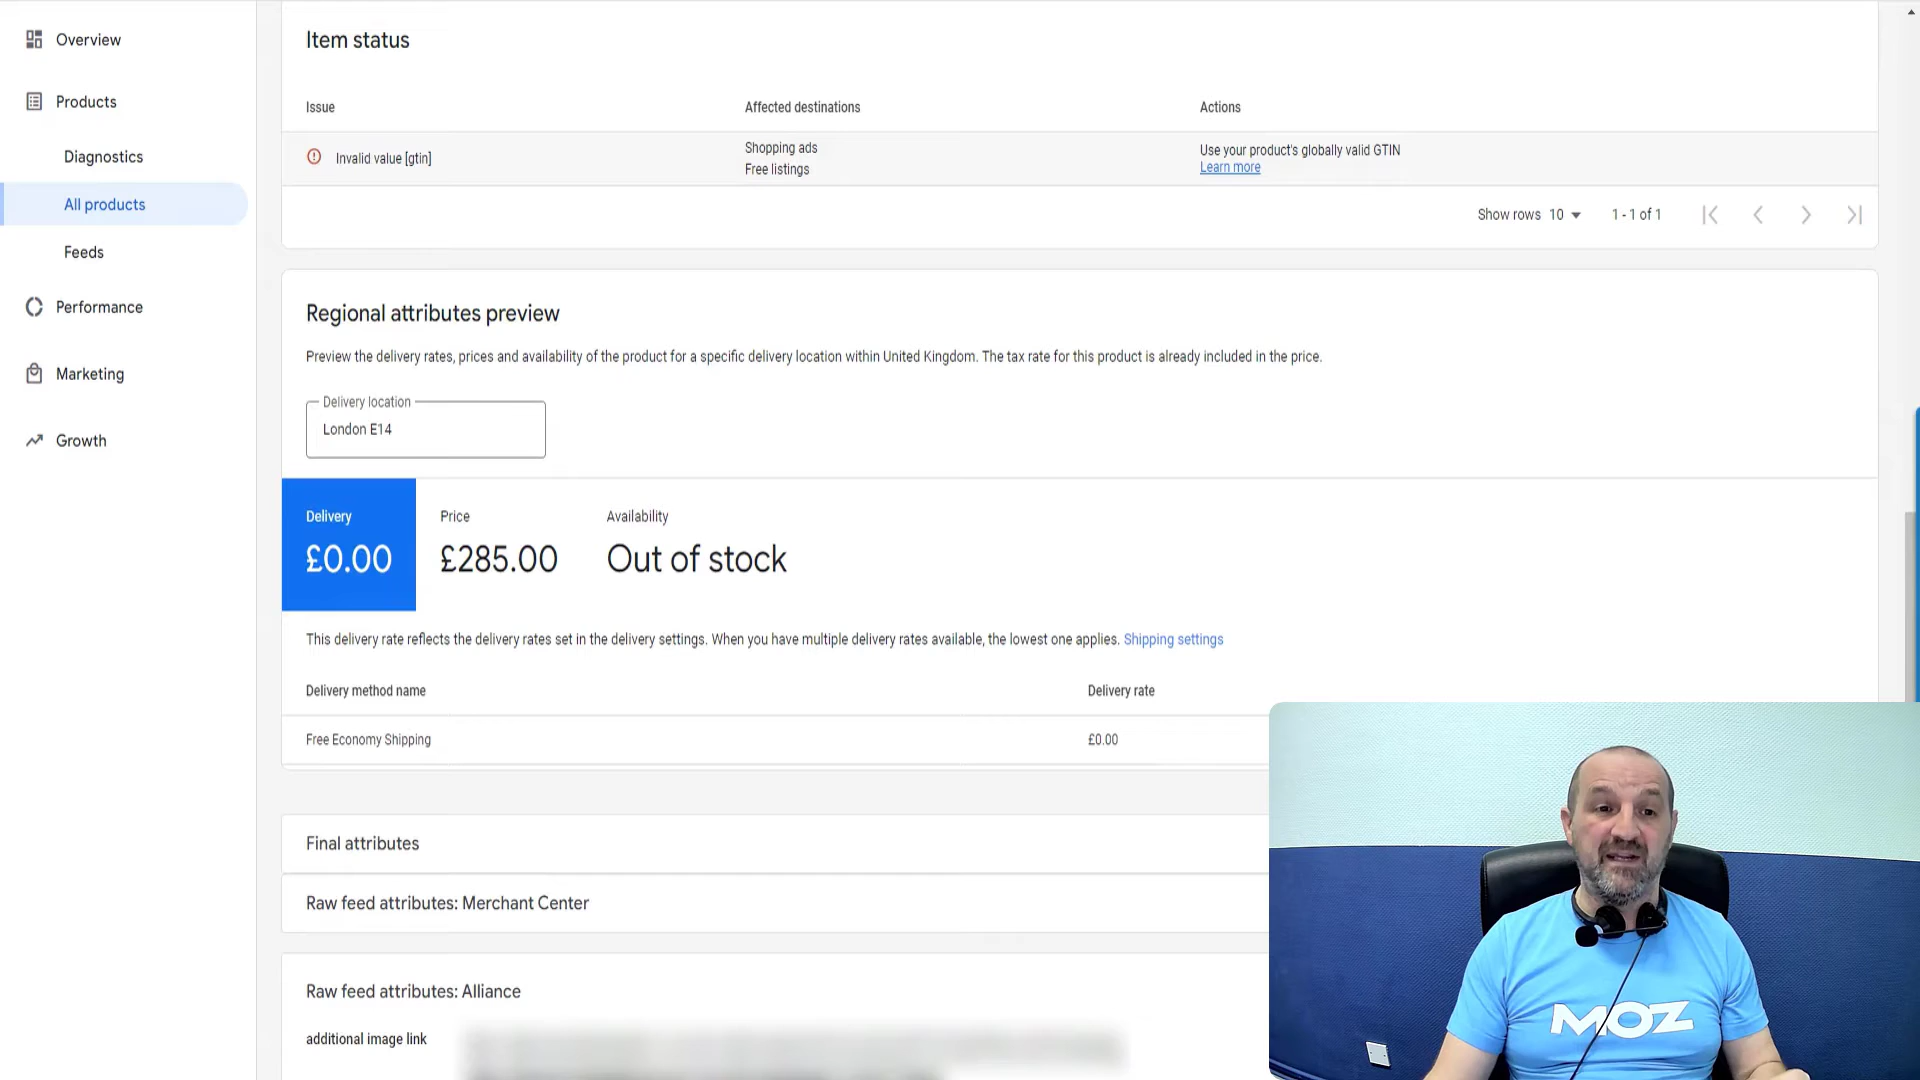 Overview
Products
Diagnostics
All products
Feeds
Performance
Marketing
Growth
Item status
Issue Affected destinations Actions
Invalid value [gtin] Shopping ads Use your product's globally valid GTIN
Free listings Learn more
Show rows 10 1 - 1 of 1
Regional attributes preview
Preview the delivery rates, prices and availability of the product for a specific delivery location within United Kingdom. The tax rate for this product is already included in the price.
Delivery location
London E14
Delivery Price Availability
£0.00 £285.00 Out of stock
This delivery rate reflects the delivery rates set in the delivery settings. When you have multiple delivery rates available, the lowest one applies. Shipping settings
Delivery method name Delivery rate
Free Economy Shipping £0.00
Final attributes
Raw feed attributes: Merchant Center
Raw feed attributes: Alliance
additional image link
MOZ